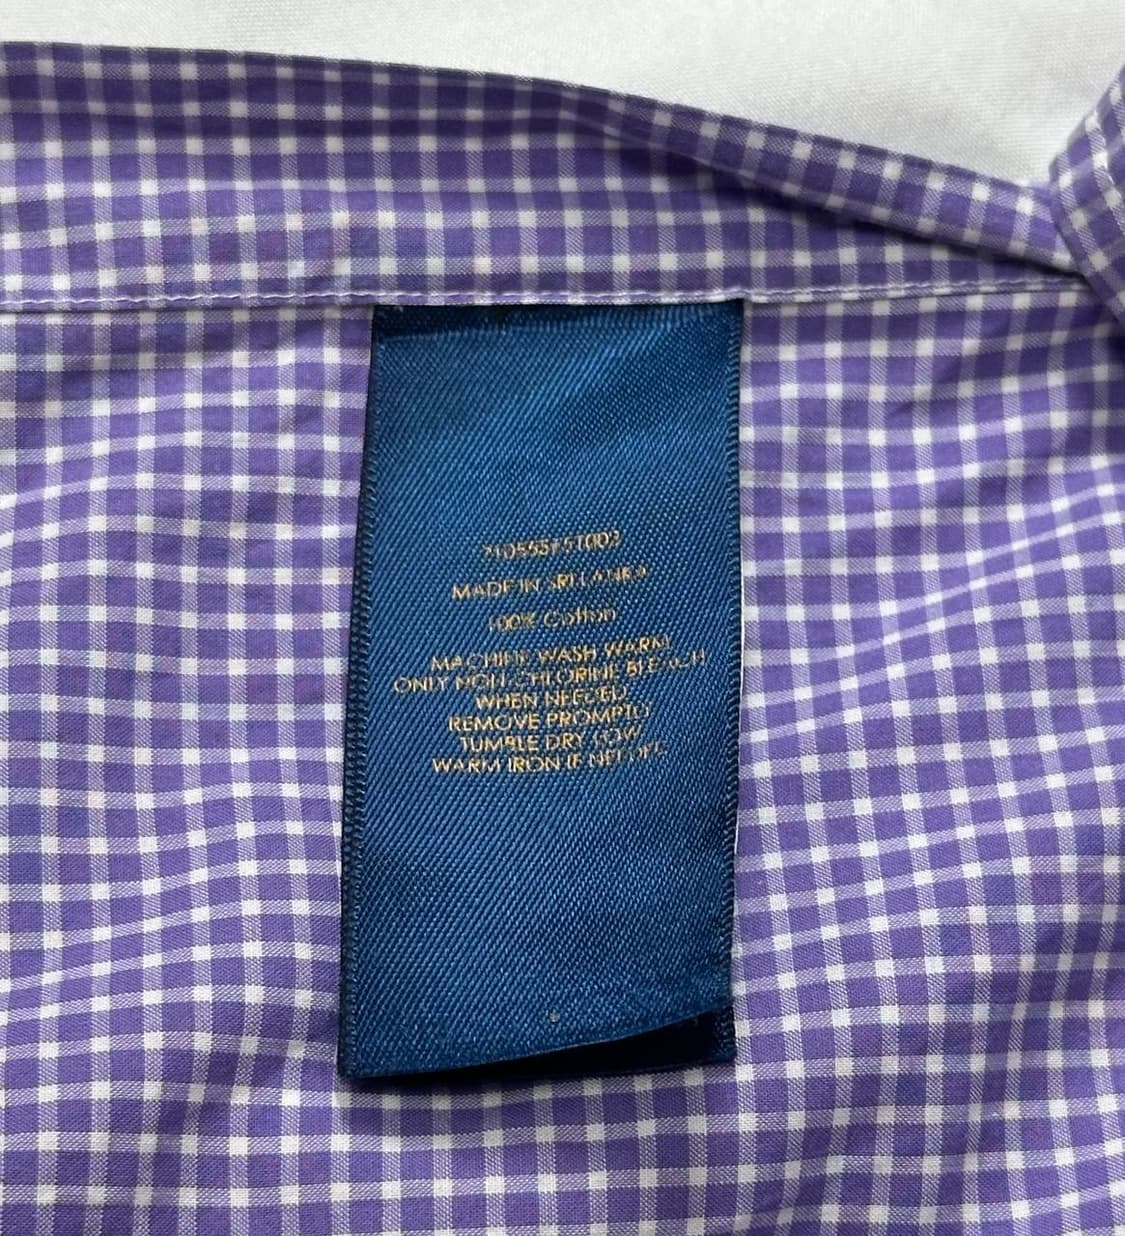 710555751003
MADE IN SRI LANKA
100% Cotton
MACHINE WASH WARM
ONLY NON-CHLORINE BLEACH
WHEN NEEDED
REMOVE PROMPTLY
TUMBLE DRY LOW
WARM IRON IF NEEDED